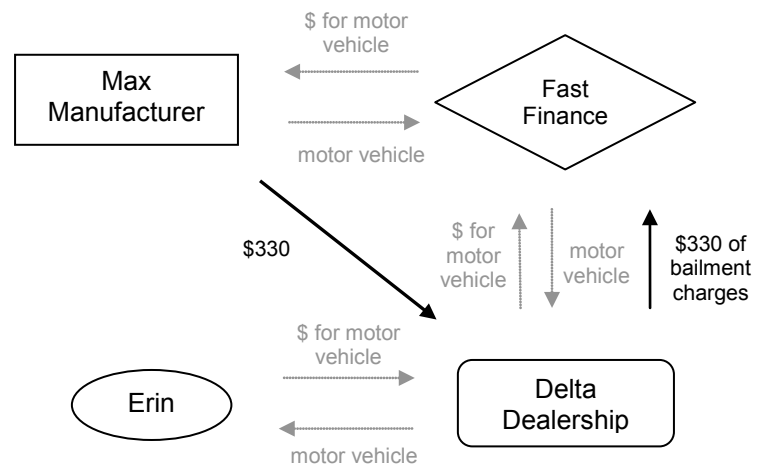 $ for motor
vehicle
Max
Manufacturer
Fast
Finance
motor vehicle
$330
$ for
motor
vehicle
motor
vehicle
$330 of
bailment
charges
$ for motor
vehicle
Erin
Delta
Dealership
motor vehicle